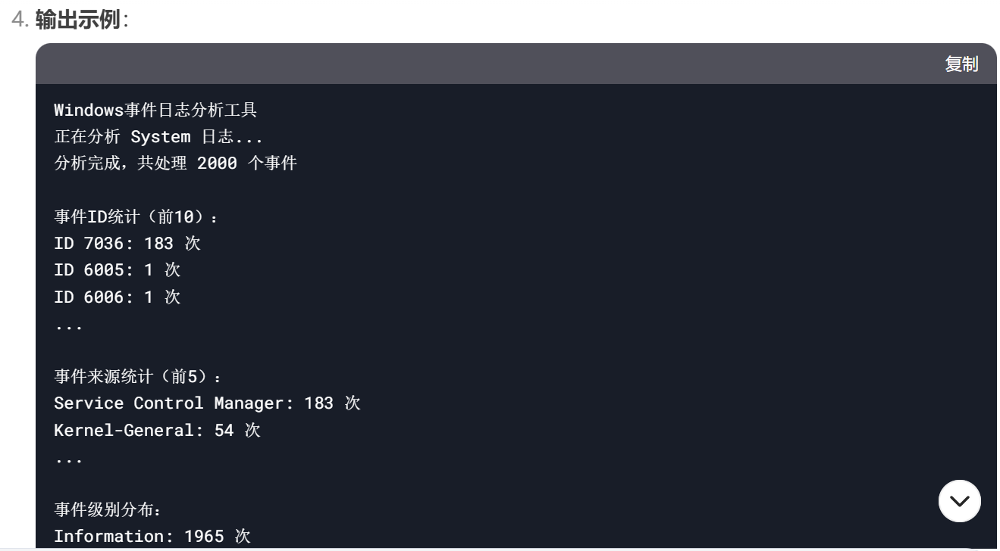 4. 输出示例：
复制
Windows事件日志分析工具
正在分析 System 日志...
分析完成，共处理 2000 个事件
事件ID统计（前10）：
ID 7036: 183 次
ID 6005: 1 次
ID 6006: 1 次
...
事件来源统计（前5）：
Service Control Manager: 183 次
Kernel-General: 54 次
...
事件级别分布：
Information: 1965 次